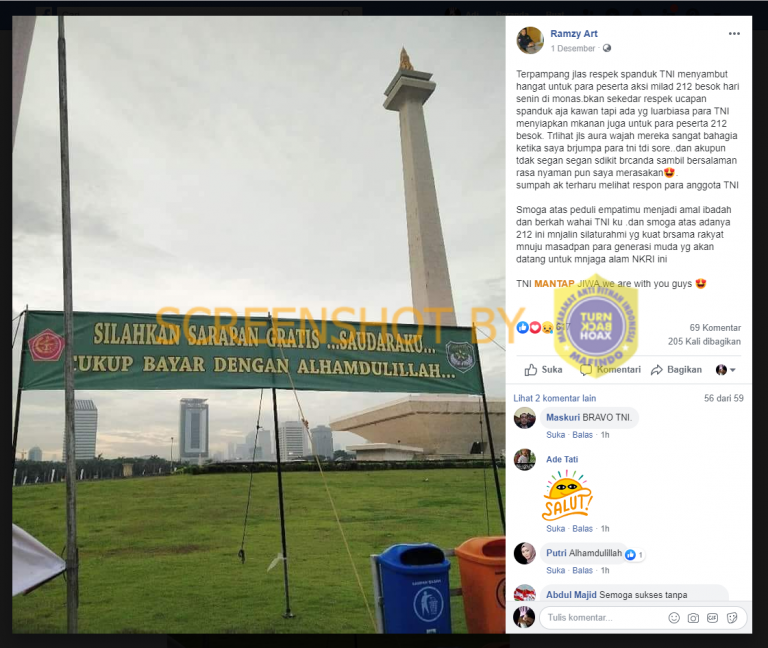 SILAHKAN SARAPAN GRATIS ...SAUDARAKU...
CUKUP BAYAR DENGAN ALHAMDULILLAH...
SCREENSHOT BY
Ramzy Art
1 Desember ·
Terpampang jlas respek spanduk TNI menyambut
hangat untuk para peserta aksi milad 212 besok hari
senin di monas.bkan sekedar respek ucapan
spanduk aja kawan tapi ada yg luarbiasa para TNI
menyiapkan mkanan juga untuk para peserta 212
besok. Trlihat jls aura wajah mereka sangat bahagia
ketika saya brjumpa para tni tdi sore..dan akupun
tdak segan segan sdikit brcanda sambil bersalaman
rasa nyaman pun saya merasakan🤩.
sumpah ak terharu melihat respon para anggota TNI
Smoga atas peduli empatimu menjadi amal ibadah
dan berkah wahai TNI ku .dan smoga atas adanya
212 ini mnjalin silaturahmi yg kuat brsama rakyat
mnuju masadpan para generasi muda yg akan
datang untuk mnjaga alam NKRI ini
TNI MANTAP JIWA we are with you guys 🤩
MASYARAKAT ANTI FITNAH INDONESIA
TURN
BACK
HOAX
MAFINDO
69 Komentar
205 Kali dibagikan
Suka Komentari Bagikan
Lihat 2 komentar lain 56 dari 59
Maskuri BRAVO TNI.
Suka · Balas · 1h
Ade Tati
SALUT!
Suka · Balas · 1h
Putri Alhamdulillah 1
Suka · Balas · 1h
Abdul Majid Semoga sukses tanpa
Tulis komentar...